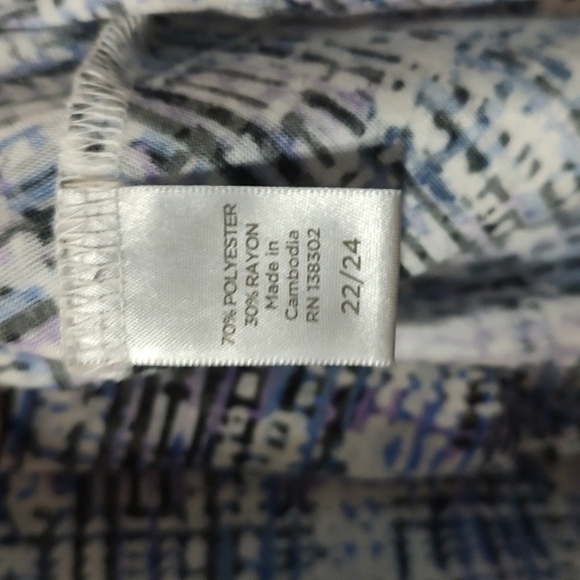 70% POLYESTER
30% RAYON
Made in
Cambodia
RN 138302
22/24